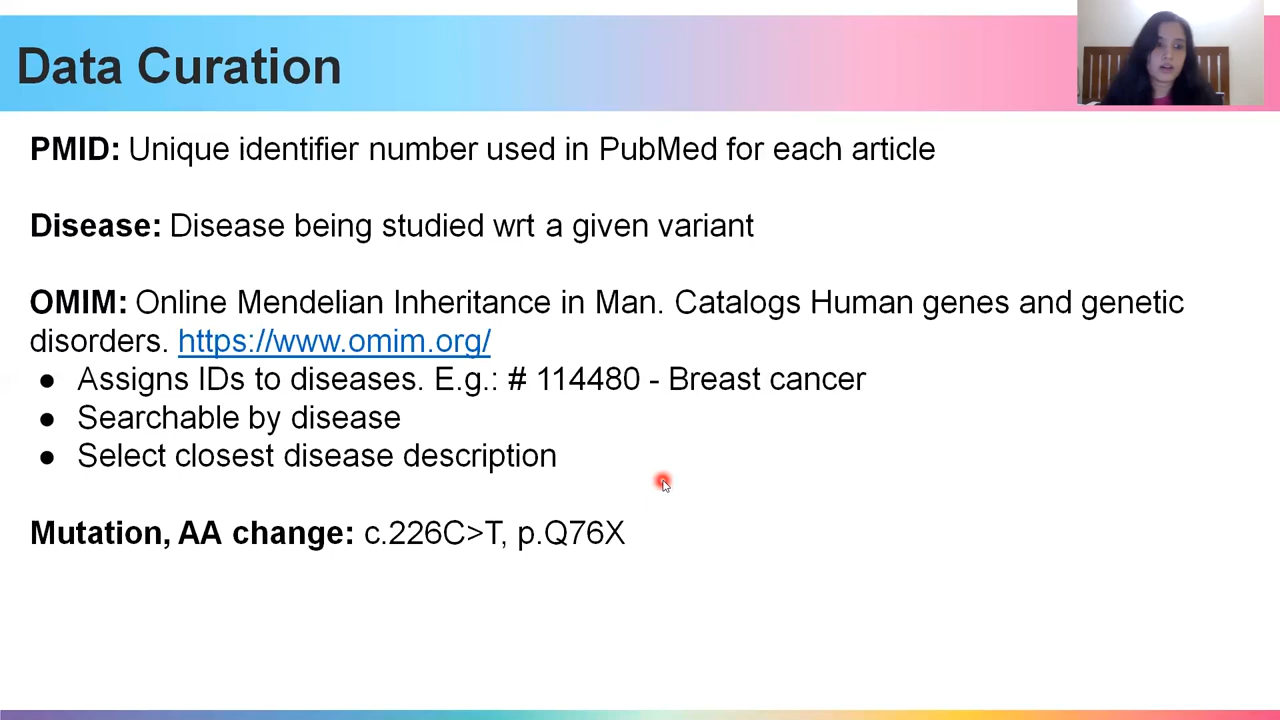 Data Curation
PMID: Unique identifier number used in PubMed for each article
Disease: Disease being studied wrt a given variant
OMIM: Online Mendelian Inheritance in Man. Catalogs Human genes and genetic
disorders. https://www.omim.org/
● Assigns IDs to diseases. E.g.: # 114480 - Breast cancer
● Searchable by disease
● Select closest disease description
Mutation, AA change: c.226C>T, p.Q76X